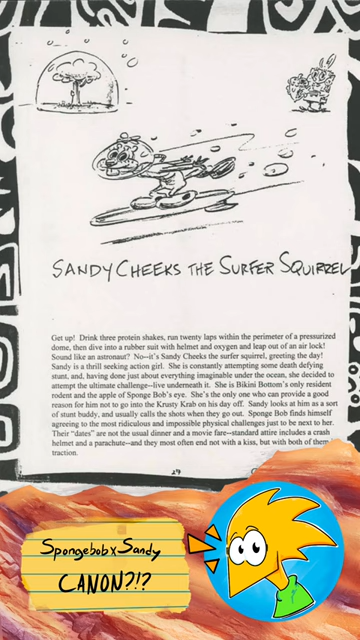 SANDY CHEEKS THE SURFER SQUIRREL
Get up! Drink three protein shakes, run twenty laps within the perimeter of a pressurized
dome, then dive into a rubber suit with helmet and oxygen and leap out of an air lock!
Sound like an astronaut? No--it's Sandy Cheeks the surfer squirrel, greeting the day!
Sandy is a thrill seeking action girl. She is constantly attempting some death defying
stunt, and, having done just about everything imaginable under the ocean, she decided to
attempt the ultimate challenge--live underneath it. She is Bikini Bottom's only resident
rodent and the apple of Sponge Bob's eye. She's the only one who can provide a good
reason for him not to go into the Krusty Krab on his day off. Sandy looks at him as a sort
of stunt buddy, and usually calls the shots when they go out. Sponge Bob finds himself
agreeing to the most ridiculous and impossible physical challenges just to be next to her.
Their "dates" are not the usual dinner and a movie fare--standard attire includes a crash
helmet and a parachute--and they most often end not with a kiss, but with both of them
traction.
Spongebob x Sandy
CANON?!?